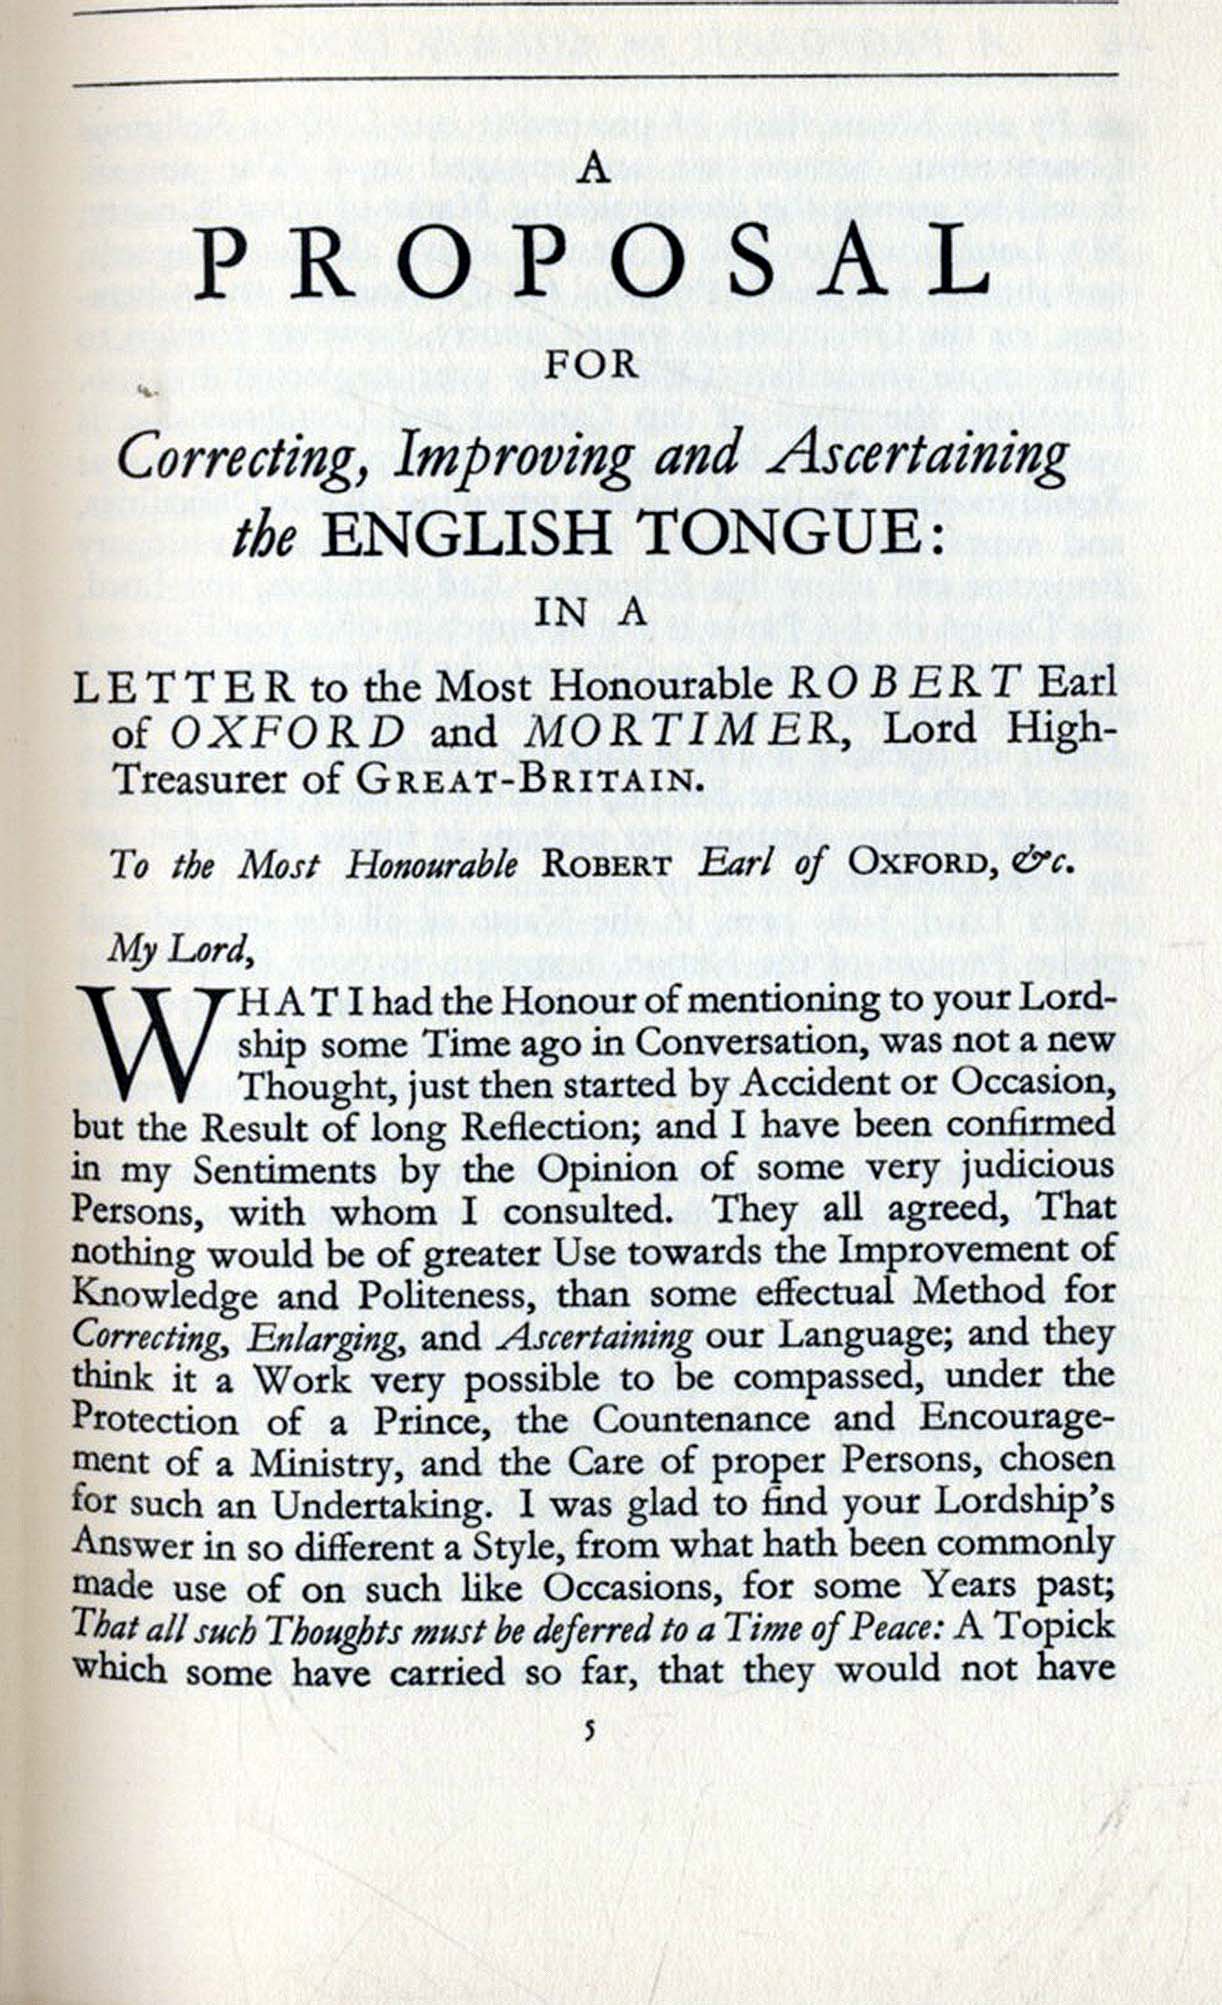 A
PROPOSAL
FOR
Correcting, Improving and Ascertaining
the ENGLISH TONGUE:
IN A
LETTER to the Most Honourable ROBERT Earl
of OXFORD and MORTIMER, Lord High-
Treasurer of GREAT-BRITAIN.
To the Most Honourable ROBERT Earl of OXFORD, &c.
My Lord,
WHAT I had the Honour of mentioning to your Lord-
ship some Time ago in Conversation, was not a new
Thought, just then started by Accident or Occasion,
but the Result of long Reflection; and I have been confirmed
in my Sentiments by the Opinion of some very judicious
Persons, with whom I consulted. They all agreed, That
nothing would be of greater Use towards the Improvement of
Knowledge and Politeness, than some effectual Method for
Correcting, Enlarging, and Ascertaining our Language; and they
think it a Work very possible to be compassed, under the
Protection of a Prince, the Countenance and Encourage-
ment of a Ministry, and the Care of proper Persons, chosen
for such an Undertaking. I was glad to find your Lordship's
Answer in so different a Style, from what hath been commonly
made use of on such like Occasions, for some Years past;
That all such Thoughts must be deferred to a Time of Peace: A Topick
which some have carried so far, that they would not have
5